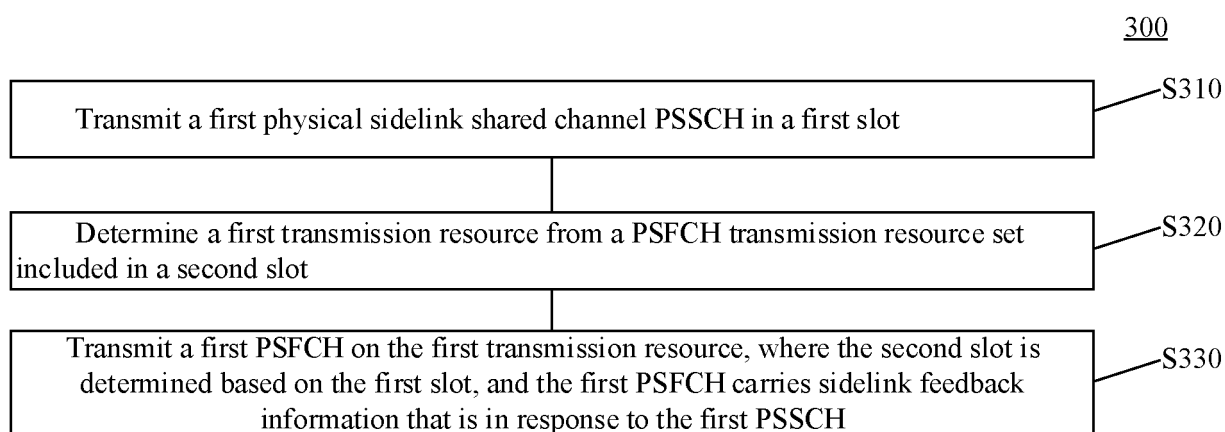 300
Transmit a first physical sidelink shared channel PSSCH in a first slot
S310
Determine a first transmission resource from a PSFCH transmission resource set
included in a second slot
S320
Transmit a first PSFCH on the first transmission resource, where the second slot is
determined based on the first slot, and the first PSFCH carries sidelink feedback
information that is in response to the first PSSCH
S330